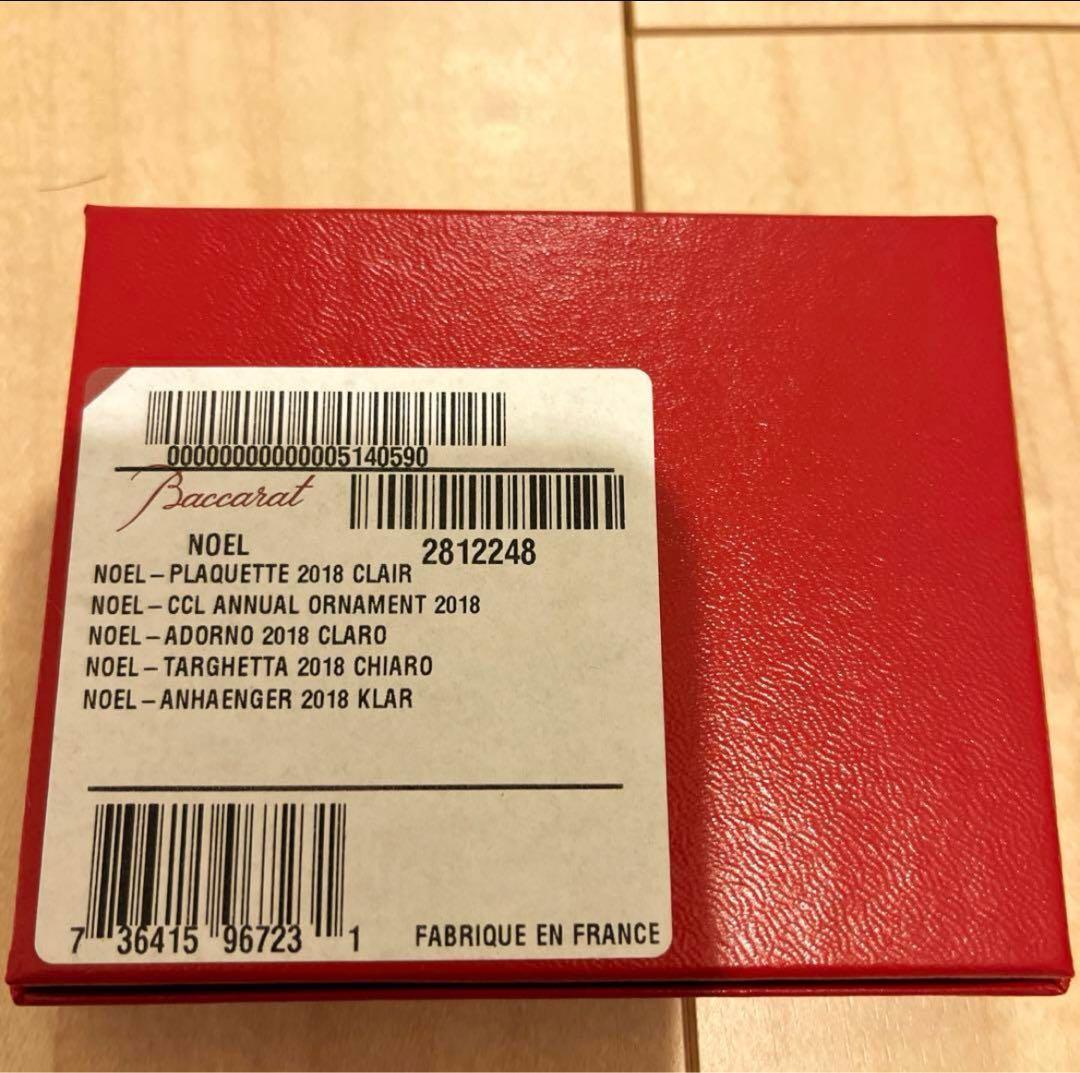 00000000000005140590
Baccarat
NOEL
2812248
NOEL-PLAQUETTE 2018 CLAIR
NOEL-CCL ANNUAL ORNAMENT 2018
NOEL-ADORNO 2018 CLARO
NOEL-TARGHETTA 2018 CHIARO
NOEL-ANHAENGER 2018 KLAR
7 36415 96723 1
FABRIQUE EN FRANCE